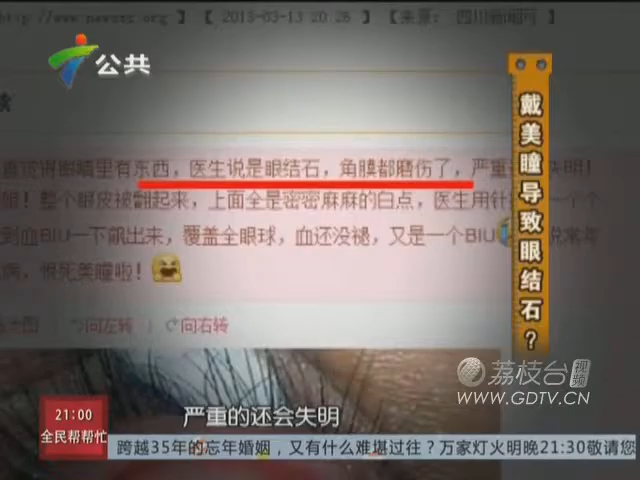 http://www.newssc.org 】 【 2013-03-13 20:26 】 【来源： 四川新闻网 】
公共
直说得眼睛里有东西，医生说是眼结石，角膜都磨伤了，严重
整个眼皮被翻起来，上面全是密密麻麻的白点，医生用针
到血BIU一下飙出来，覆盖全眼球，血还没褪，又是一个BIU
病，恨死美瞳啦！
向左转 向右转
戴美瞳导致眼结石？
荔枝台 视频
WWW.GDTV.CN
严重的还会失明
21:00
全民帮帮忙
跨越35年的忘年婚姻，又有什么难堪过往？万家灯火明晚21:30敬请您